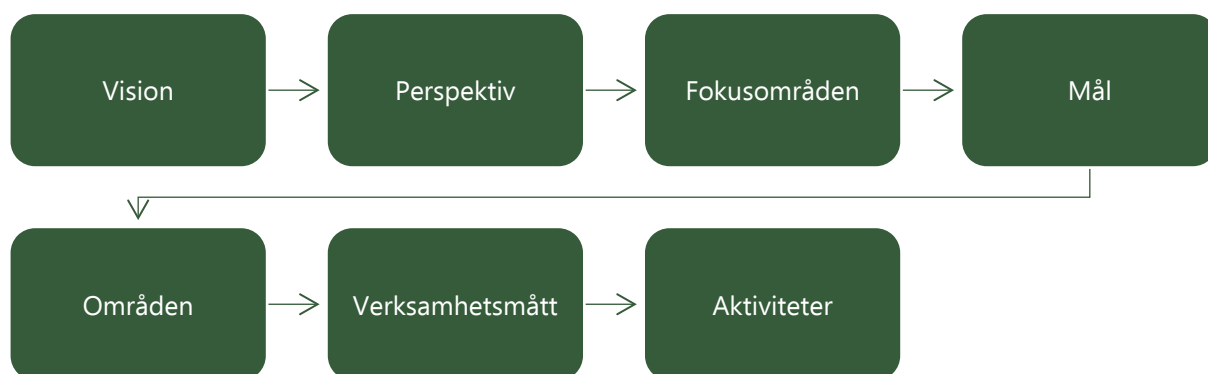 Vision
Perspektiv
Fokusområden
Mål
Områden
Verksamhetsmått
Aktiviteter